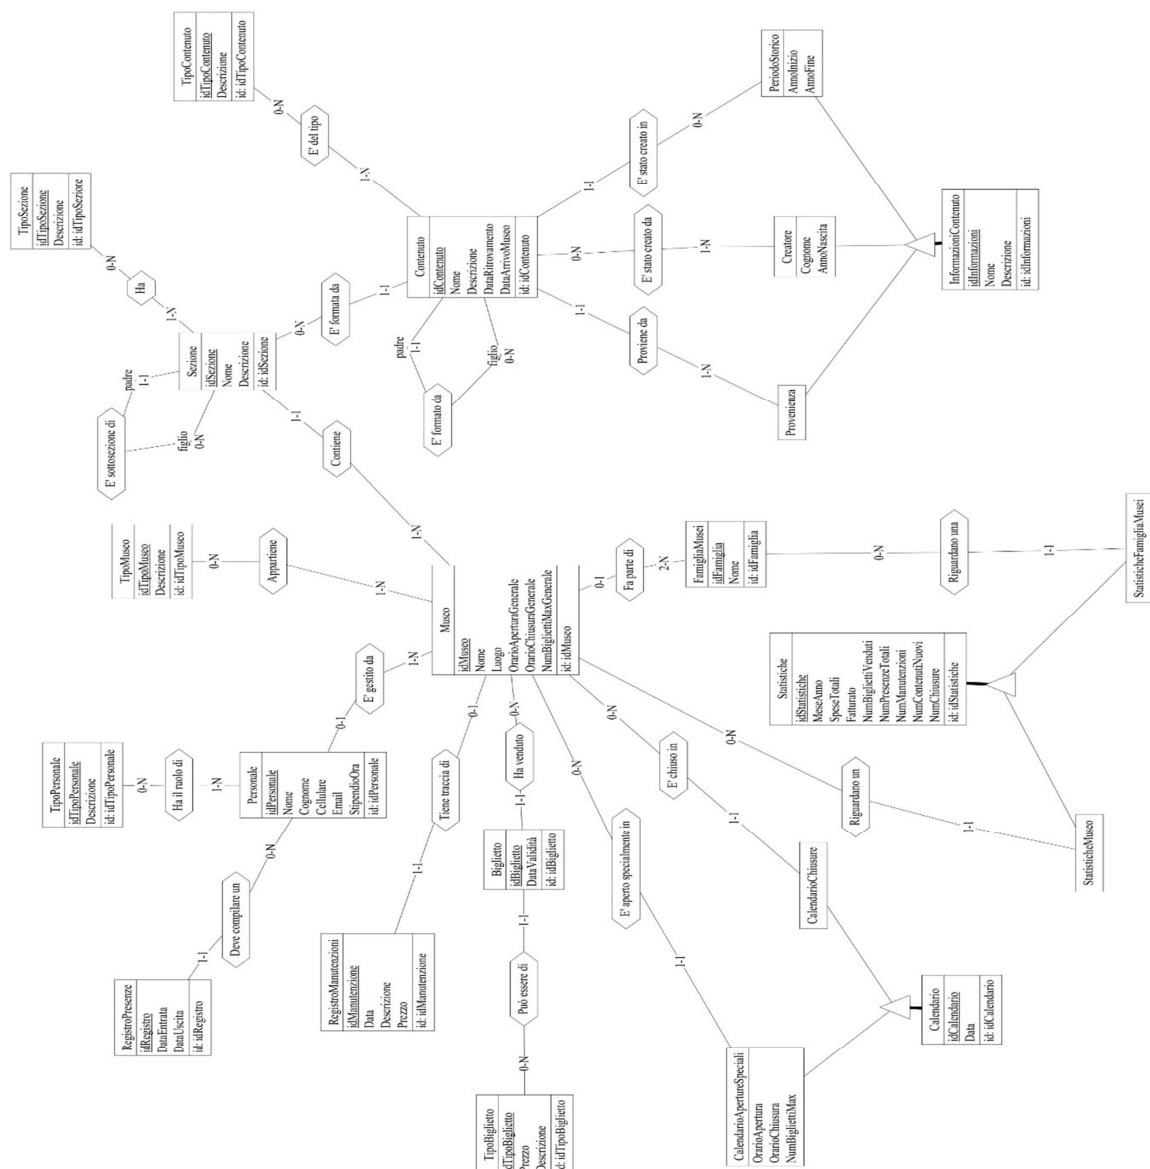 TipoContenuto
idTipoContenuto
Descrizione
id: idTipoContenuto
0-N
E' del tipo
1-N
TipoSezione
idTipoSezione
Descrizione
id: idTipoSezione
0-N
Ha
1-N
Sezione
idSezione
Nome
Descrizione
id: idSezione
padre
1-1
E' sottosezione di
figlio
0-N
0-N
E' formata da
1-1
Contenuto
idContenuto
Nome
Descrizione
DataRitrovamento
DataArrivoMuseo
id: idContenuto
padre
1-1
E' formato da
figlio
0-N
1-1
E' stato creato in
0-N
PeriodoStorico
AnnoInizio
AnnoFine
0-N
E' stato creato da
1-N
Creatore
Cognome
AnnoNascita
1-1
Proviene da
1-N
Provenienza
InformazioniContenuto
idInformazioni
Nome
Descrizione
id: idInformazioni
1-1
Contiene
1-N
TipoMuseo
idTipoMuseo
Descrizione
id: idTipoMuseo
0-N
Appartiene
1-N
Museo
idMuseo
Nome
Luogo
OrarioAperturaGenerale
OrarioChiusuraGenerale
NumBigliettiMaxGenerale
id: idMuseo
0-1
Fa parte di
2-N
FamigliaMusei
idFamiglia
Nome
id: idFamiglia
0-N
Riguardano una
1-1
StatisticheFamigliaMusei
Statistiche
idStatistiche
MeseAnno
SpeseTotali
Fatturato
NumBigliettiVenduti
NumPresenzeTotali
NumManutenzioni
NumContenutiNuovi
NumChiusure
id: idStatistiche
0-N
Riguardano un
1-1
StatisticheMuseo
1-N
E' gestito da
0-1
TipoPersonale
idTipoPersonale
Descrizione
id: idTipoPersonale
0-N
Ha il ruolo di
1-N
Personale
idPersonale
Nome
Cognome
Cellulare
Email
StipendioOra
id: idPersonale
0-N
Deve compilare un
1-1
RegistroPresenze
idRegistro
DataEntrata
DataUscita
id: idRegistro
0-1
Tiene traccia di
1-1
RegistroManutenzioni
idManutenzione
Data
Descrizione
Prezzo
id: idManutenzione
0-N
Ha venduto
1-1
Biglietto
idBiglietto
DataValidità
id: idBiglietto
1-1
Può essere di
0-N
TipoBiglietto
idTipoBiglietto
Prezzo
Descrizione
id: idTipoBiglietto
0-N
E' aperto specialmente in
1-1
CalendarioApertureSpeciali
OrarioApertura
OrarioChiusura
NumBigliettiMax
0-N
E' chiuso in
1-1
CalendarioChiusure
Calendario
idCalendario
Data
id: idCalendario